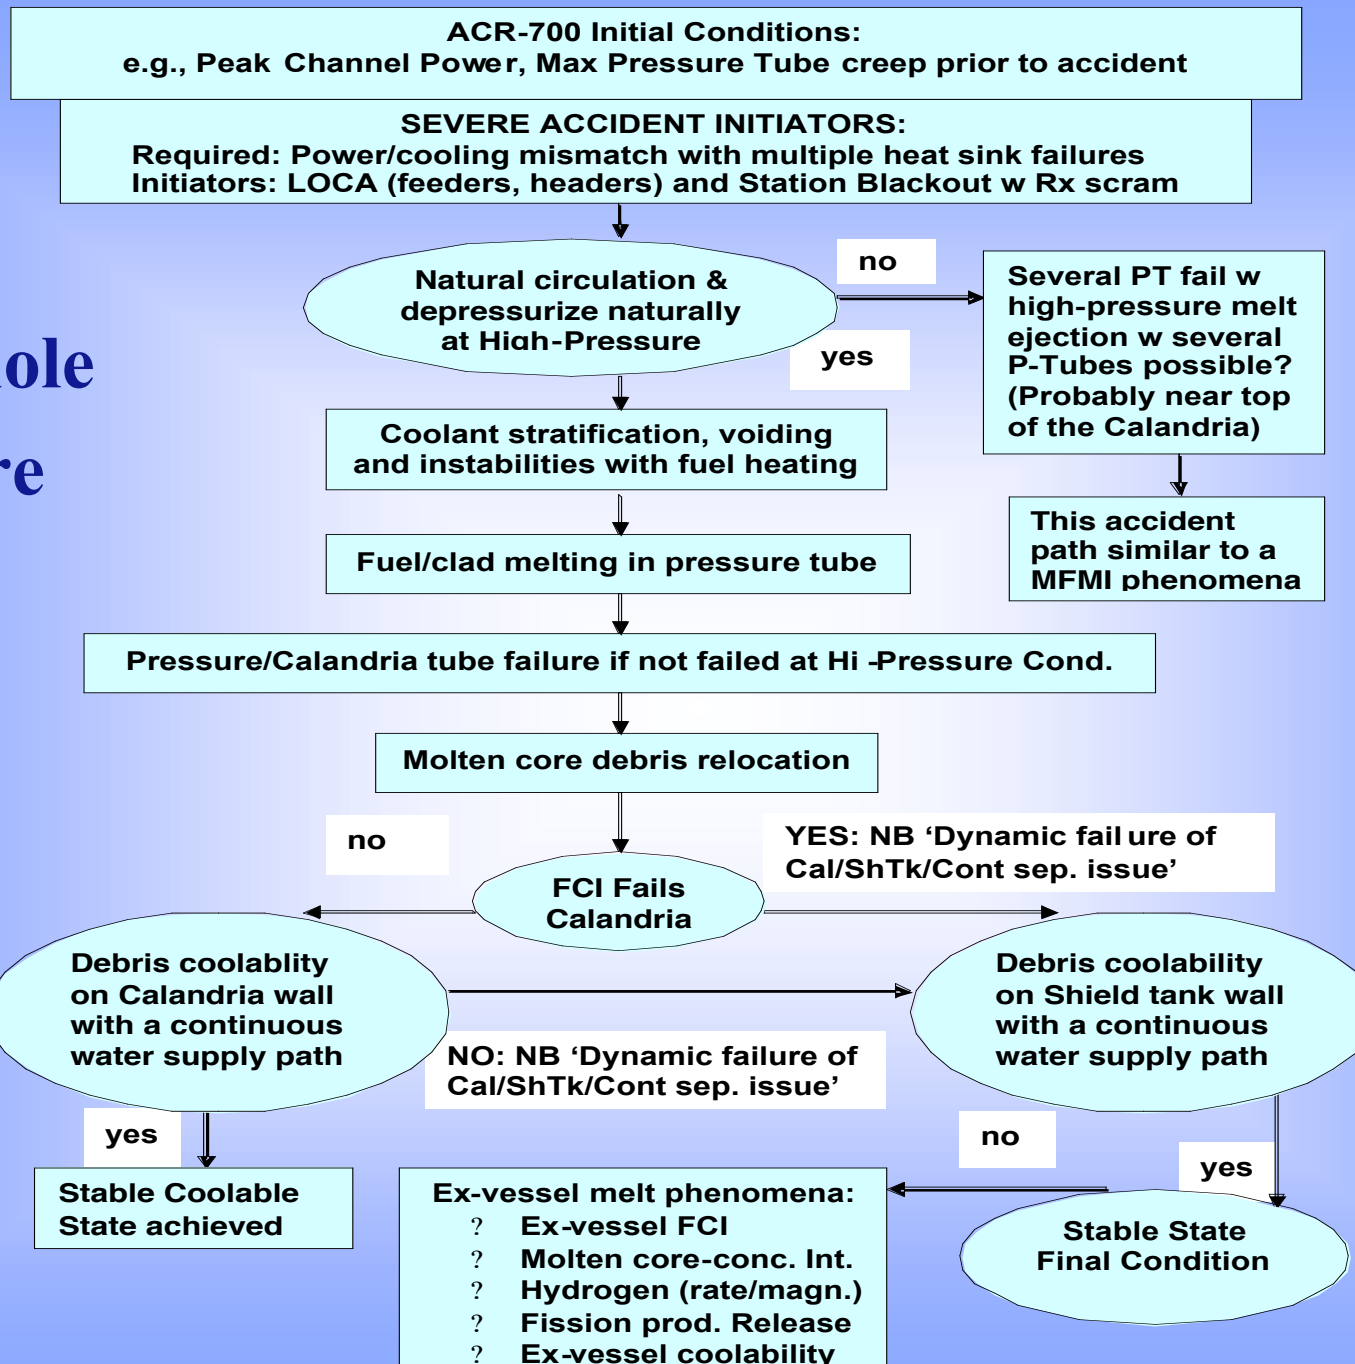 ACR-700 Initial Conditions:
e.g., Peak Channel Power, Max Pressure Tube creep prior to accident
SEVERE ACCIDENT INITIATORS:
Required: Power/cooling mismatch with multiple heat sink failures
Initiators: LOCA (feeders, headers) and Station Blackout w Rx scram
Natural circulation &
depressurize naturally
at High-Pressure
no
yes
Several PT fail w
high-pressure melt
ejection w several
P-Tubes possible?
(Probably near top
of the Calandria)
This accident
path similar to a
MFMI phenomena
Coolant stratification, voiding
and instabilities with fuel heating
Fuel/clad melting in pressure tube
Pressure/Calandria tube failure if not failed at Hi -Pressure Cond.
Molten core debris relocation
no
YES: NB ‘Dynamic failure of
Cal/ShTk/Cont sep. issue’
FCI Fails
Calandria
Debris coolablity
on Calandria wall
with a continuous
water supply path
NO: NB ‘Dynamic failure of
Cal/ShTk/Cont sep. issue’
Debris coolability
on Shield tank wall
with a continuous
water supply path
yes
Stable Coolable
State achieved
no
yes
Ex-vessel melt phenomena:
? Ex-vessel FCI
? Molten core-conc. Int.
? Hydrogen (rate/magn.)
? Fission prod. Release
? Ex-vessel coolability
Stable State
Final Condition